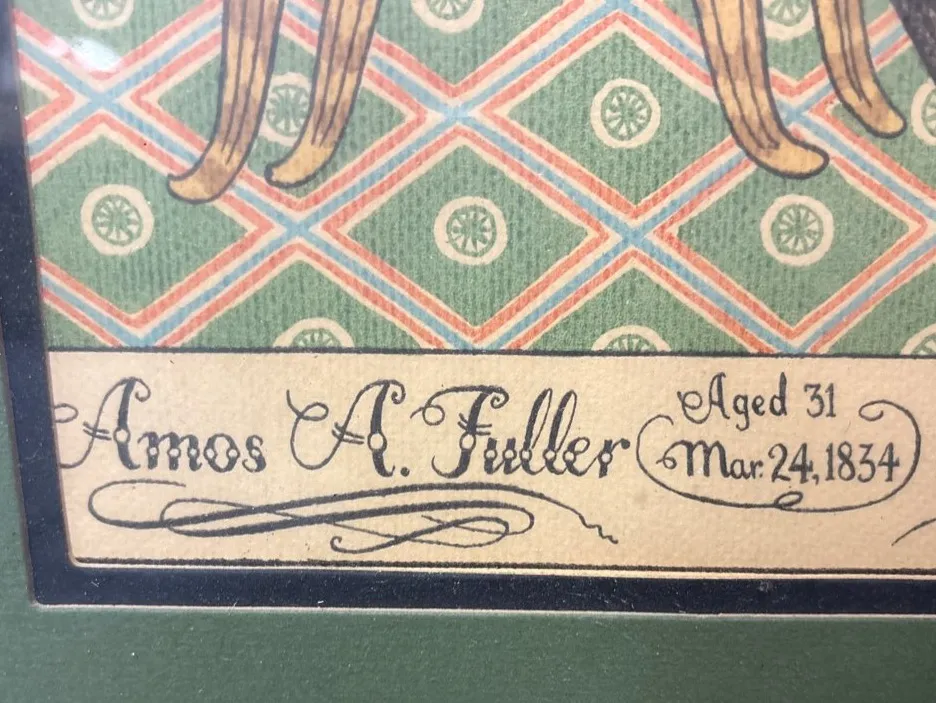 Amos A. Fuller
Aged 31
Mar. 24, 1834